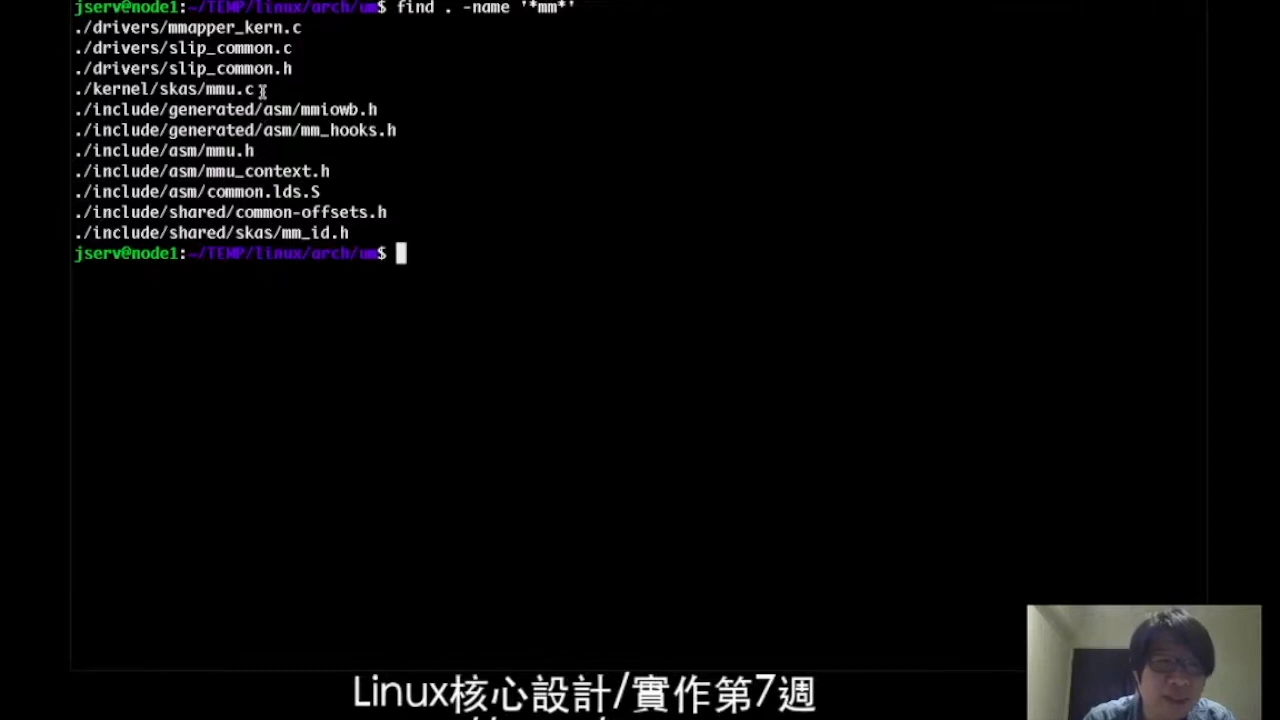 jserv@node1:~/TEMP/linux/arch/um$ find . -name '*mm*'
./drivers/mmapper_kern.c
./drivers/slip_common.c
./drivers/slip_common.h
./kernel/skas/mmu.c
./include/generated/asm/mmiowb.h
./include/generated/asm/mm_hooks.h
./include/asm/mmu.h
./include/asm/mmu_context.h
./include/asm/common.lds.S
./include/shared/common-offsets.h
./include/shared/skas/mm_id.h
jserv@node1:~/TEMP/linux/arch/um$
Linux核心設計/實作第7週